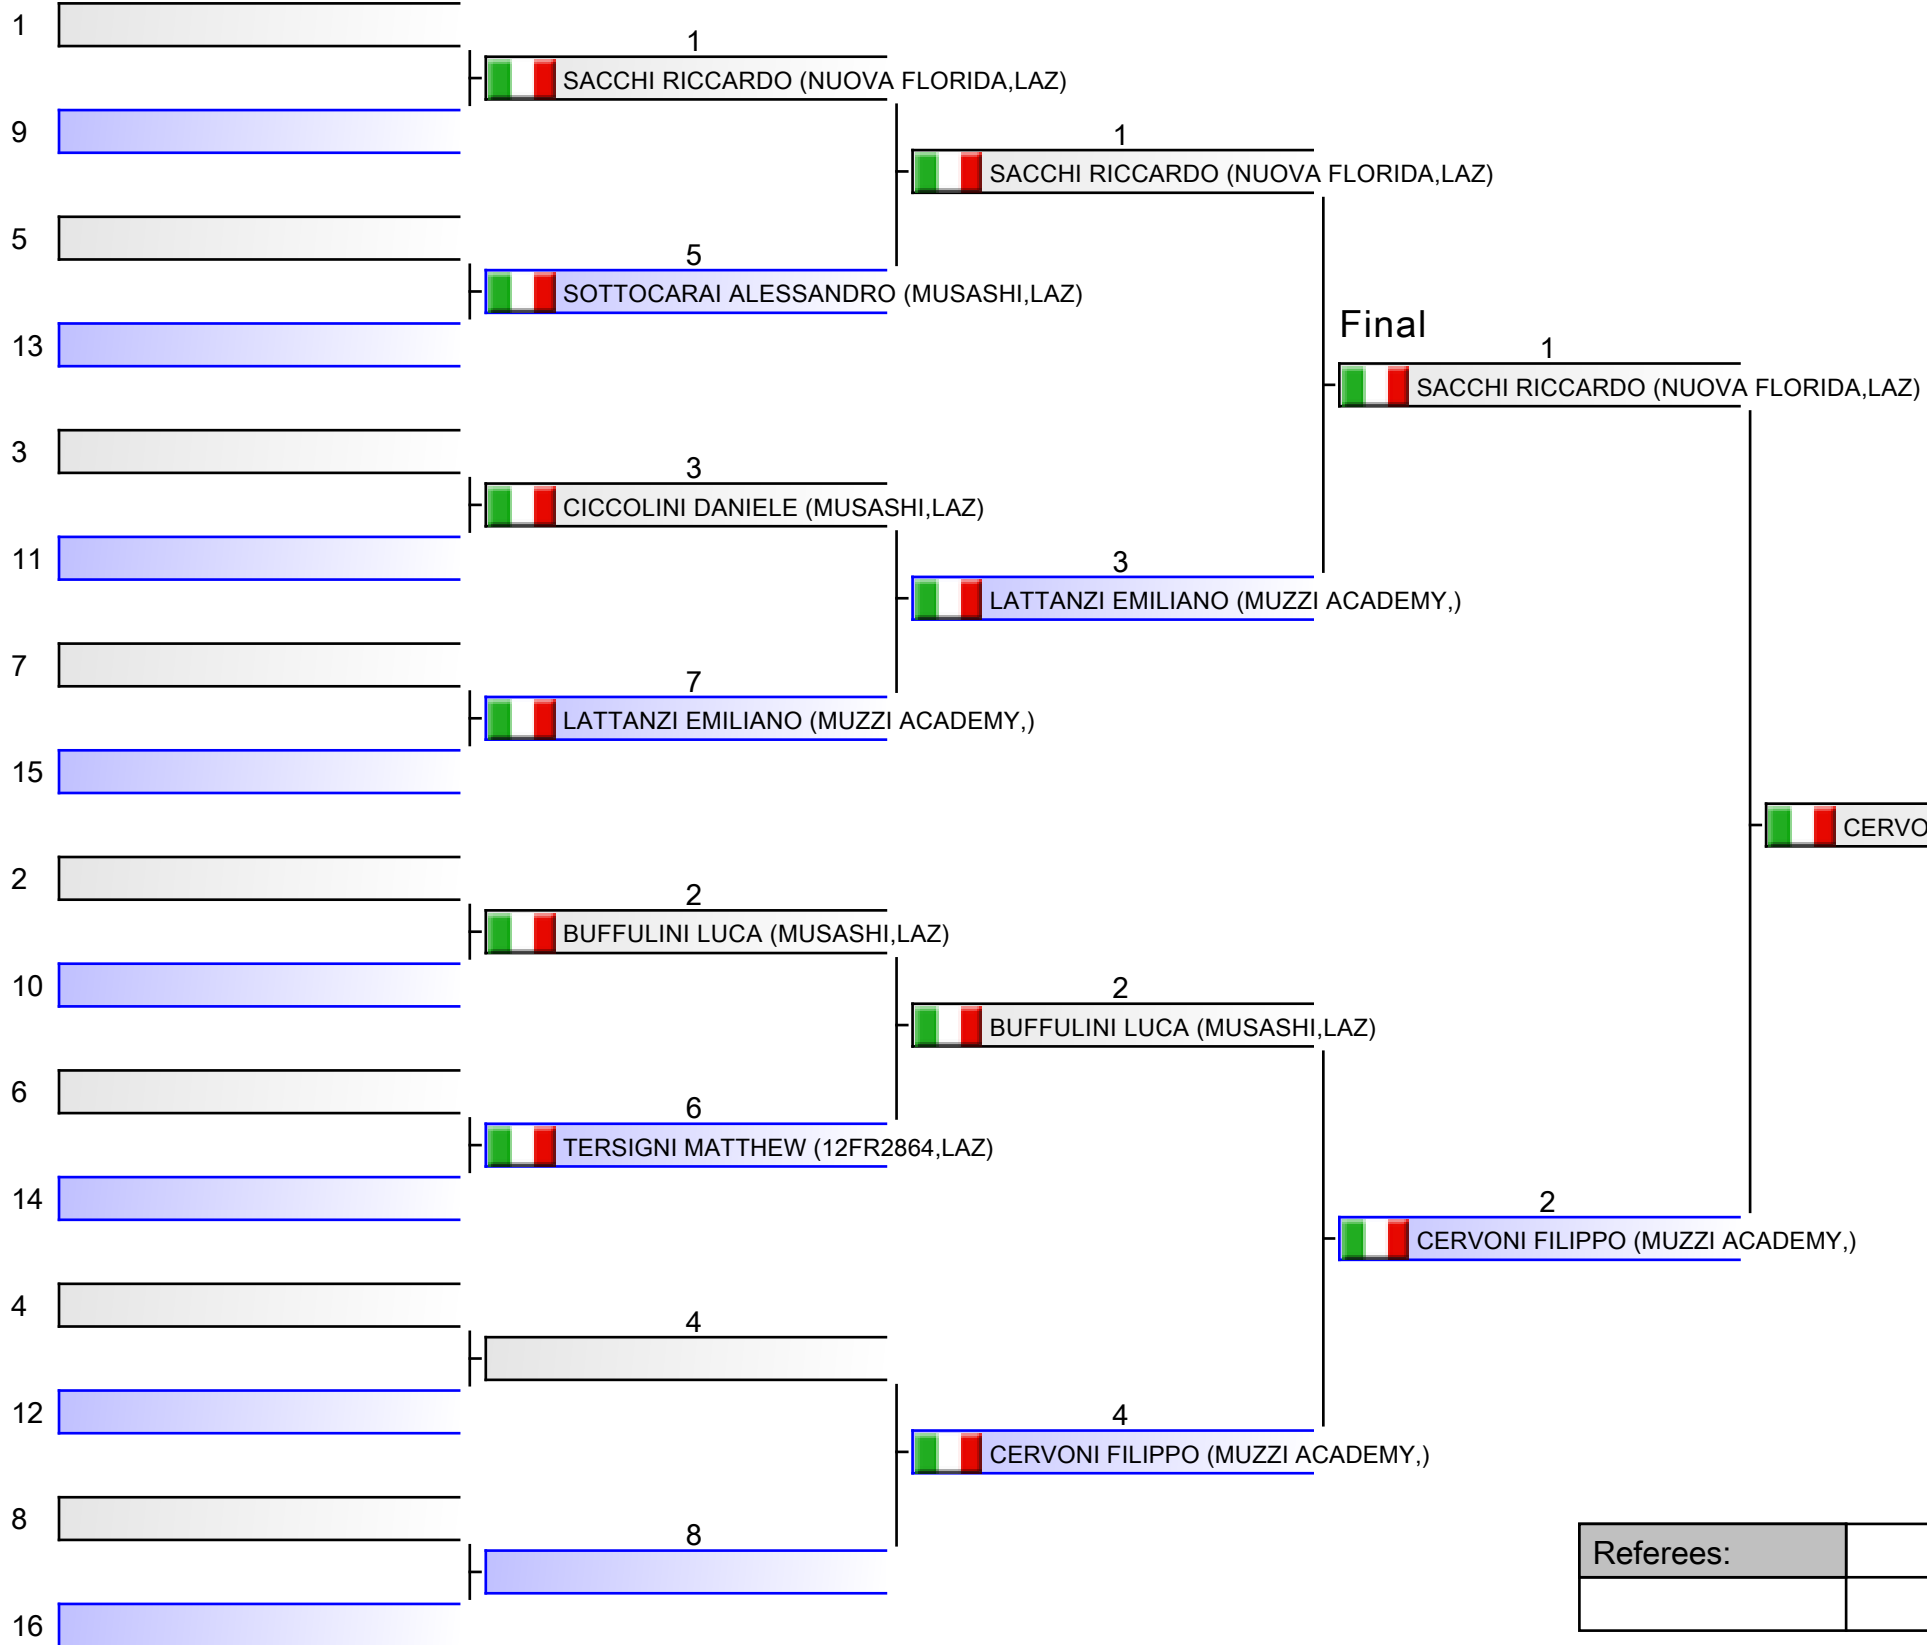 1
1
SACCHI RICCARDO (NUOVA FLORIDA,LAZ)
9
1
SACCHI RICCARDO (NUOVA FLORIDA,LAZ)
5
5
SOTTOCARAI ALESSANDRO (MUSASHI,LAZ)
13
Final
1
SACCHI RICCARDO (NUOVA FLORIDA,LAZ)
3
3
CICCOLINI DANIELE (MUSASHI,LAZ)
11
3
LATTANZI EMILIANO (MUZZI ACADEMY,)
7
7
LATTANZI EMILIANO (MUZZI ACADEMY,)
15
CERVO
2
2
BUFFULINI LUCA (MUSASHI,LAZ)
10
2
BUFFULINI LUCA (MUSASHI,LAZ)
6
6
TERSIGNI MATTHEW (12FR2864,LAZ)
14
2
CERVONI FILIPPO (MUZZI ACADEMY,)
4
4
12
4
CERVONI FILIPPO (MUZZI ACADEMY,)
8
8
Referees:
16